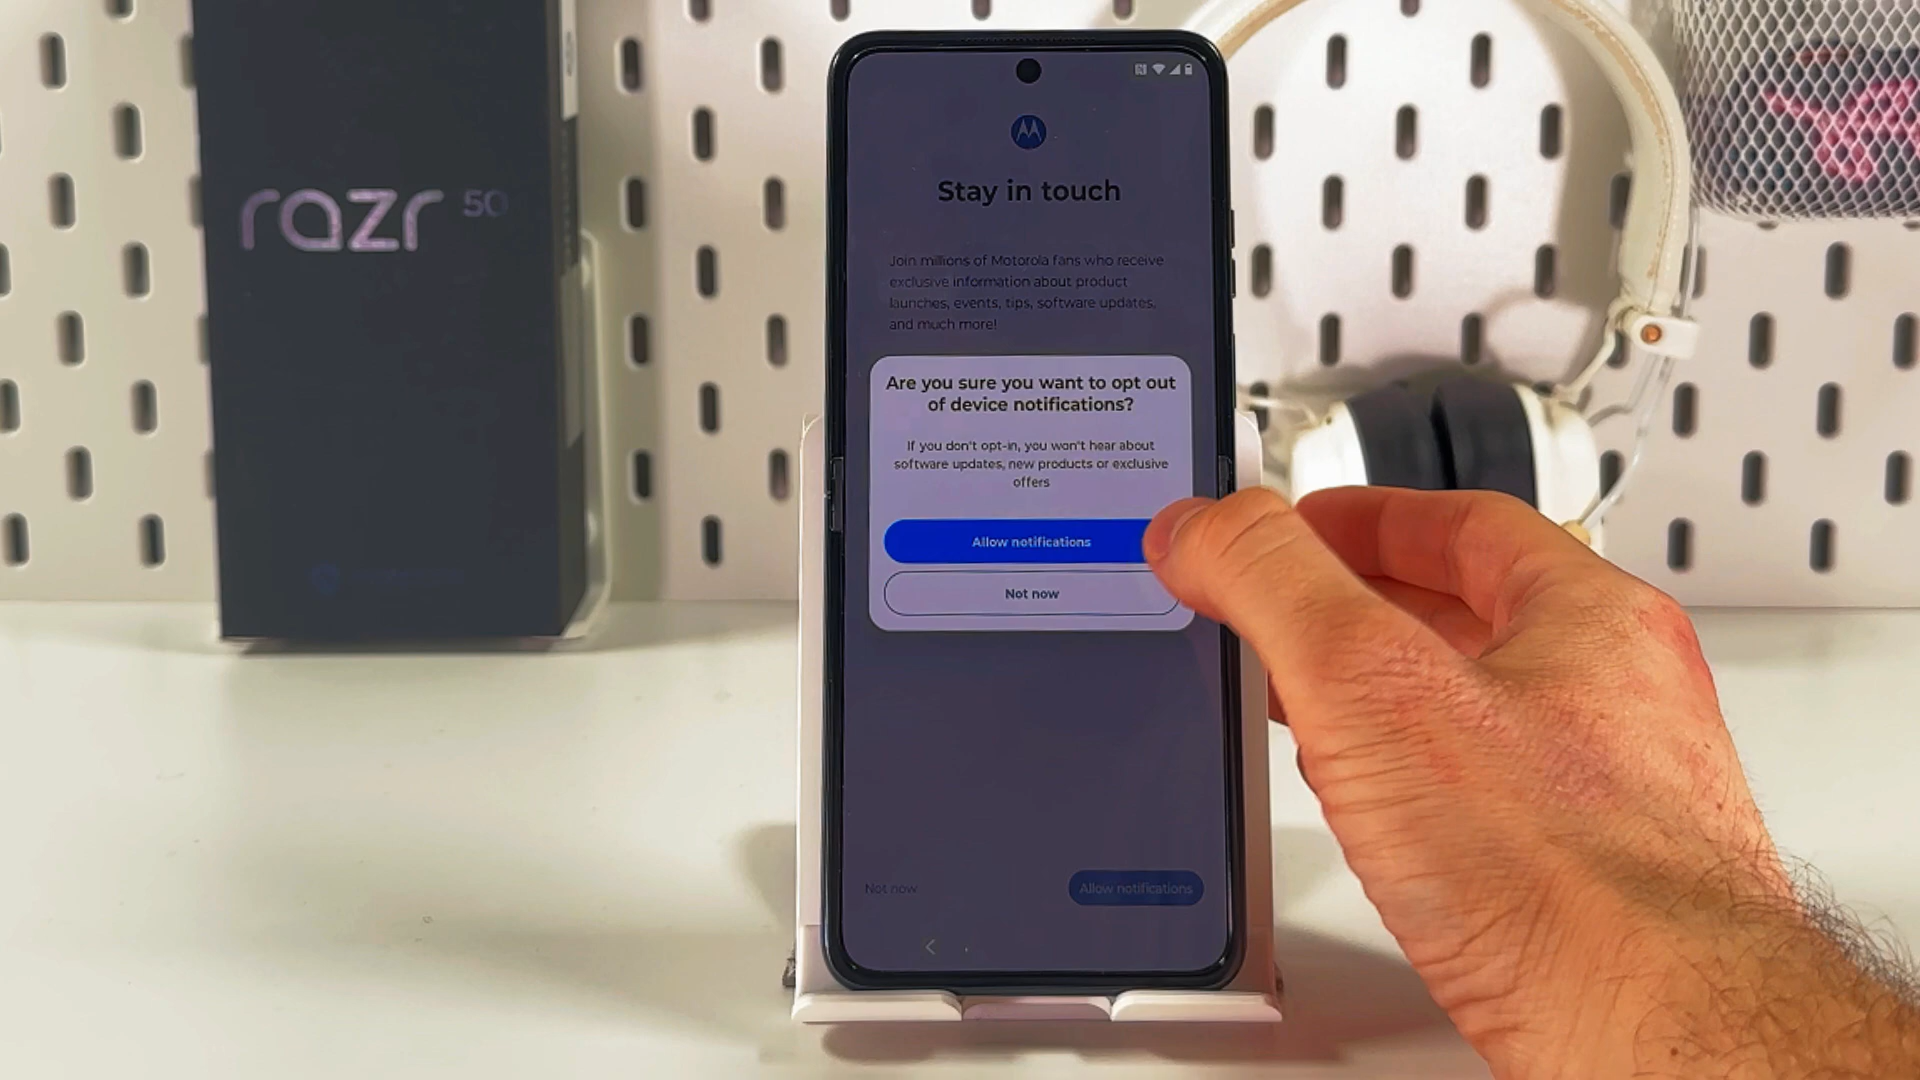 razr 50
Stay in touch
Join millions of Motorola fans who receive
exclusive information about product
launches, events, tips, software updates,
and much more!
Are you sure you want to opt out
of device notifications?
If you don't opt-in, you won't hear about
software updates, new products or exclusive
offers
Allow notifications
Not now
Not now
Allow notifications